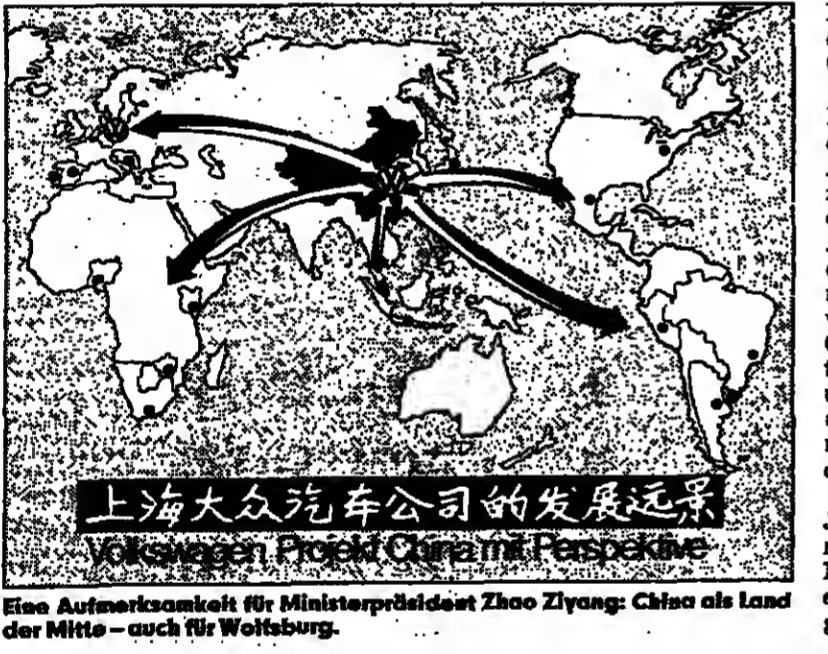 上海大众汽车公司的发展远景
Volkswagen Projekt China mit Perspektive
Eine Aufmerksamkeit für Ministerpräsident Zhao Ziyang: China als Land
der Mitte – auch für Wolfsburg.